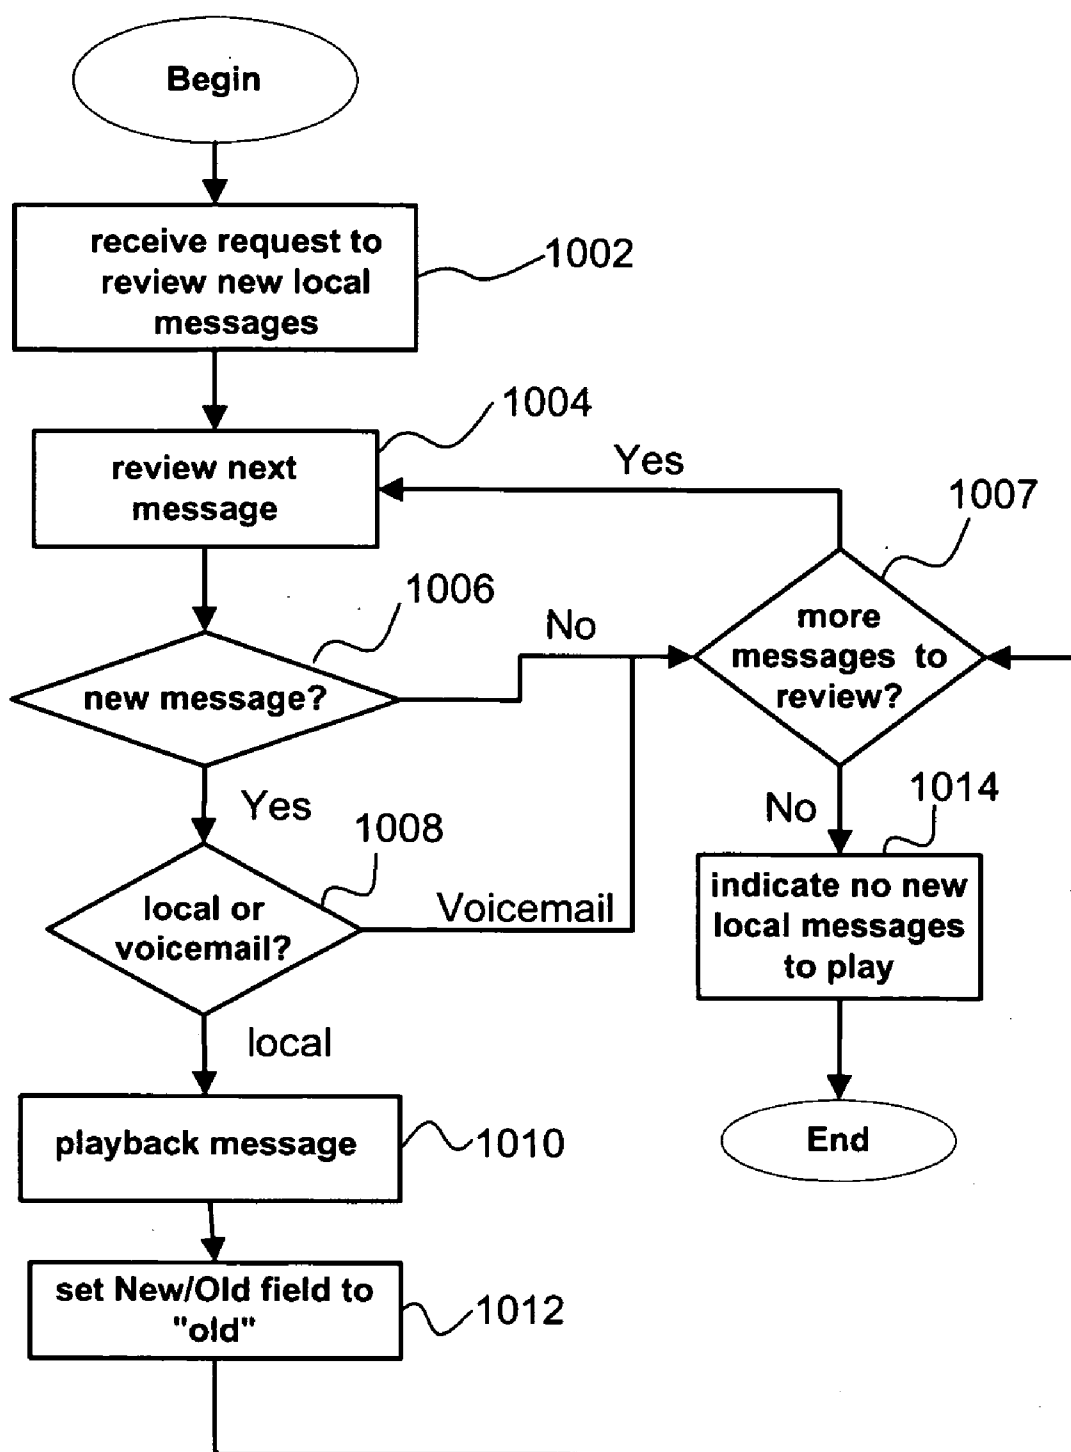 Begin
receive request to
review new local
messages
1002
1004
review next
message
Yes
1007
1006
No
more
messages to
review?
new message?
Yes
1008
No
1014
local or
voicemail?
Voicemail
indicate no new
local messages
to play
local
playback message
1010
End
set New/Old field to
"old"
1012